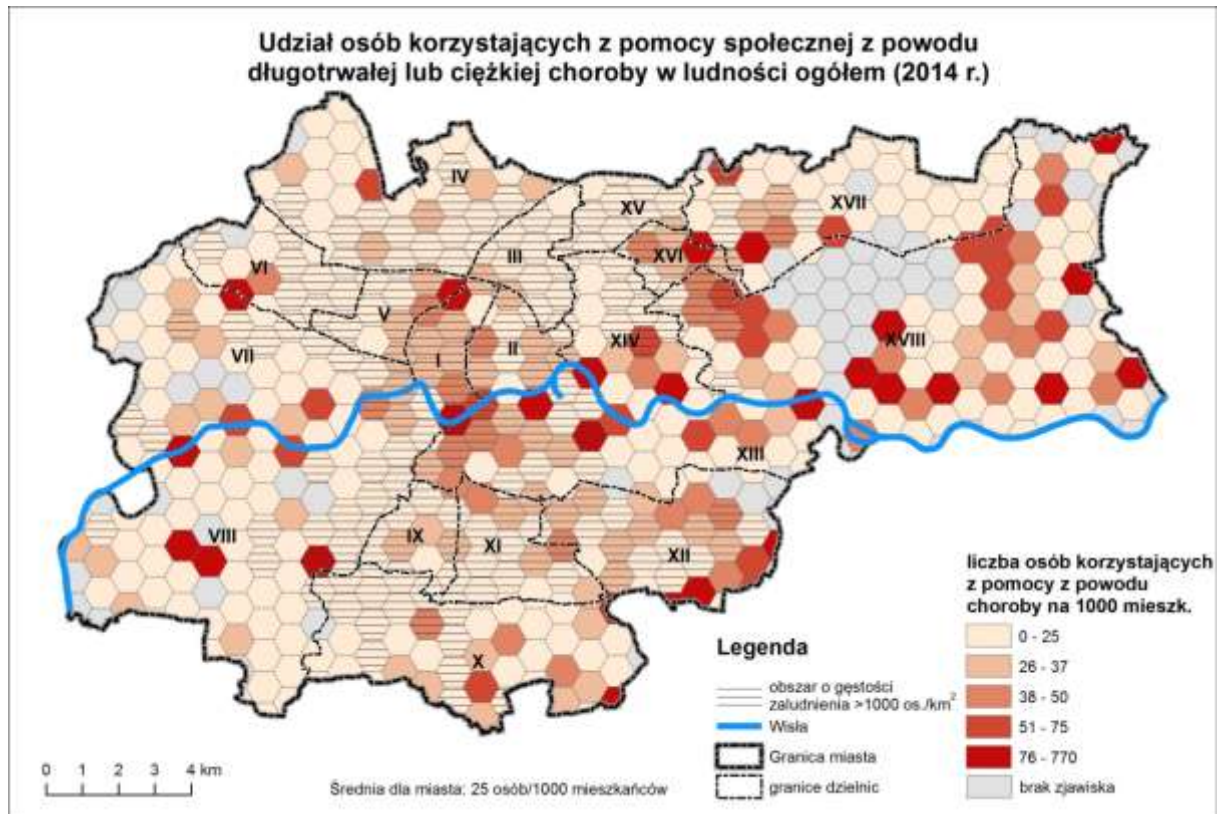 Udział osób korzystających z pomocy społecznej z powodu
długotrwałej lub ciężkiej choroby w ludności ogółem (2014 r.)
IV
XV
XVII
III
XVI
VI
V
XIV
XVIII
VII
I
II
XIII
VIII
IX
XI
XII
X
liczba osób korzystających
z pomocy z powodu
choroby na 1000 mieszk.
0 - 25
26 - 37
38 - 50
51 - 75
76 - 770
brak zjawiska
Legenda
obszar o gęstości
zaludnienia >1000 os./km²
Wisła
Granica miasta
granice dzielnic
0 1 2 3 4 km
Średnia dla miasta: 25 osób/1000 mieszkańców